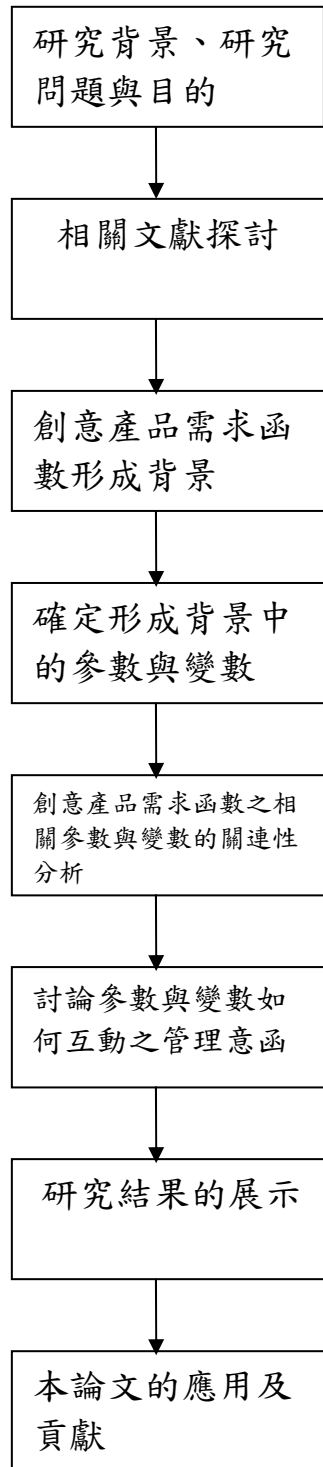 研究背景、研究
問題與目的
相關文獻探討
創意產品需求函
數形成背景
確定形成背景中
的參數與變數
創意產品需求函數之相
關參數與變數的關連性
分析
討論參數與變數如
何互動之管理意函
研究結果的展示
本論文的應用及
貢獻